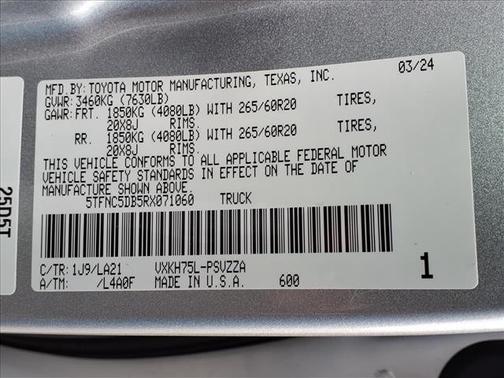 MFD. BY: TOYOTA MOTOR MANUFACTURING, TEXAS, INC. 03/24
GVWR: 3460KG (7630LB)
GAWR: FRT. 1850KG (4080LB) WITH 265/60R20 TIRES,
20X8J RIMS,
RR. 1850KG (4080LB) WITH 265/60R20 TIRES,
20X8J RIMS.
THIS VEHICLE CONFORMS TO ALL APPLICABLE FEDERAL MOTOR
VEHICLE SAFETY STANDARDS IN EFFECT ON THE DATE OF
MANUFACTURE SHOWN ABOVE.
5TFNC5DB5RX071060 TRUCK
C/TR: 1J9/LA21 VXKH75L-PSVZZA
A/TM: /L4A0F MADE IN U.S.A. 600 1
25D5T